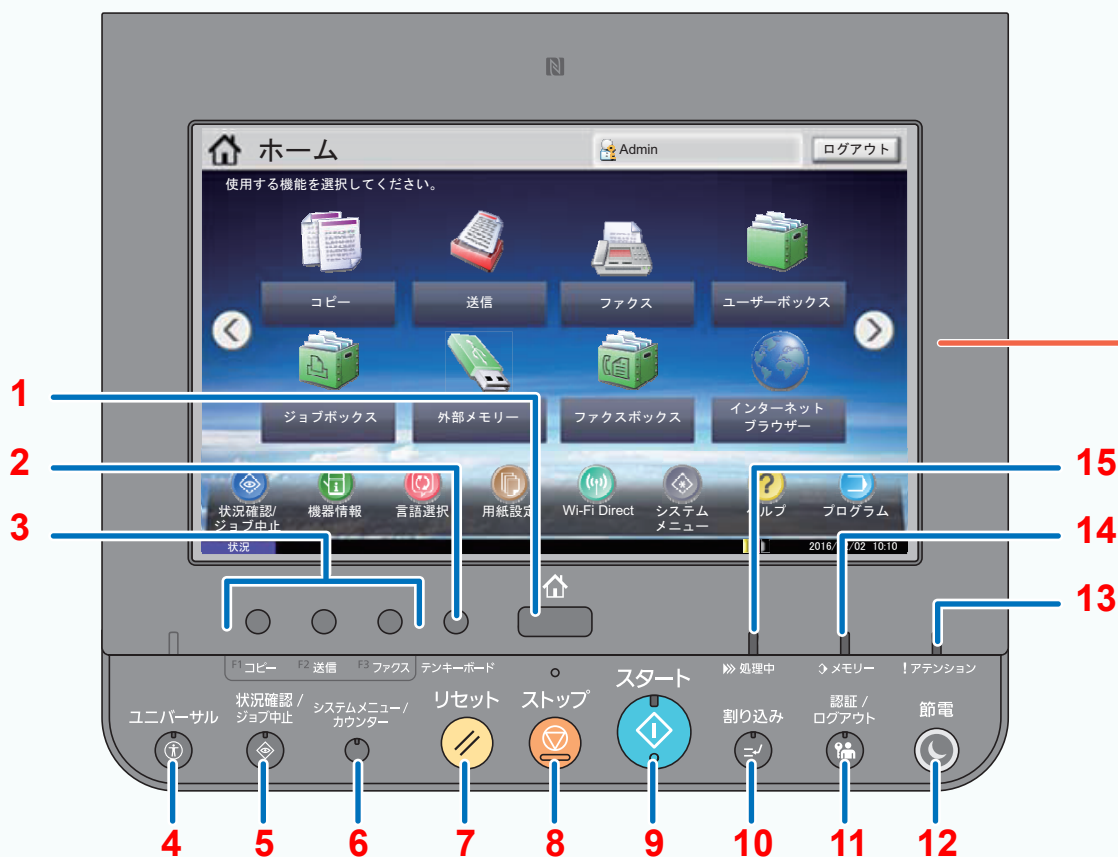 ホーム
Admin
ログアウト
使用する機能を選択してください。
コピー
送信
ファクス
ユーザーボックス
ジョブボックス
外部メモリー
ファクスボックス
インターネット
ブラウザー
状況確認/
ジョブ中止
機器情報
言語選択
用紙設定
Wi-Fi Direct
システム
メニュー
ヘルプ
プログラム
状況
10:10
1
2
3
15
14
13
F1 コピー
F2 送信
F3 ファクス
テンキーボード
処理中
メモリー
アテンション
ユニバーサル
状況確認 /
ジョブ中止
システムメニュー /
カウンター
リセット
ストップ
スタート
割り込み
認証 /
ログアウト
節電
4
5
6
7
8
9
10
11
12